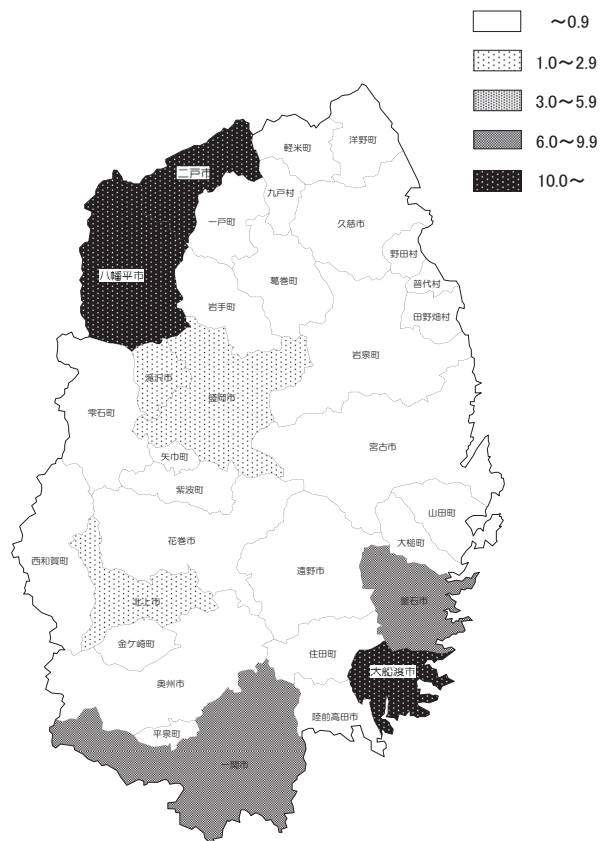 ～0.9
1.0～2.9
3.0～5.9
6.0～9.9
10.0～
軽米町
洋野町
二戸市
九戸村
一戸町
久慈市
野田村
八幡平市
葛巻町
普代村
岩手町
田野畑村
岩泉町
滝沢市
盛岡市
雫石町
宮古市
矢巾町
紫波町
山田町
花巻市
大槌町
西和賀町
遠野市
北上市
釜石市
金ケ崎町
住田町
大船渡市
奥州市
陸前高田市
平泉町
一関市